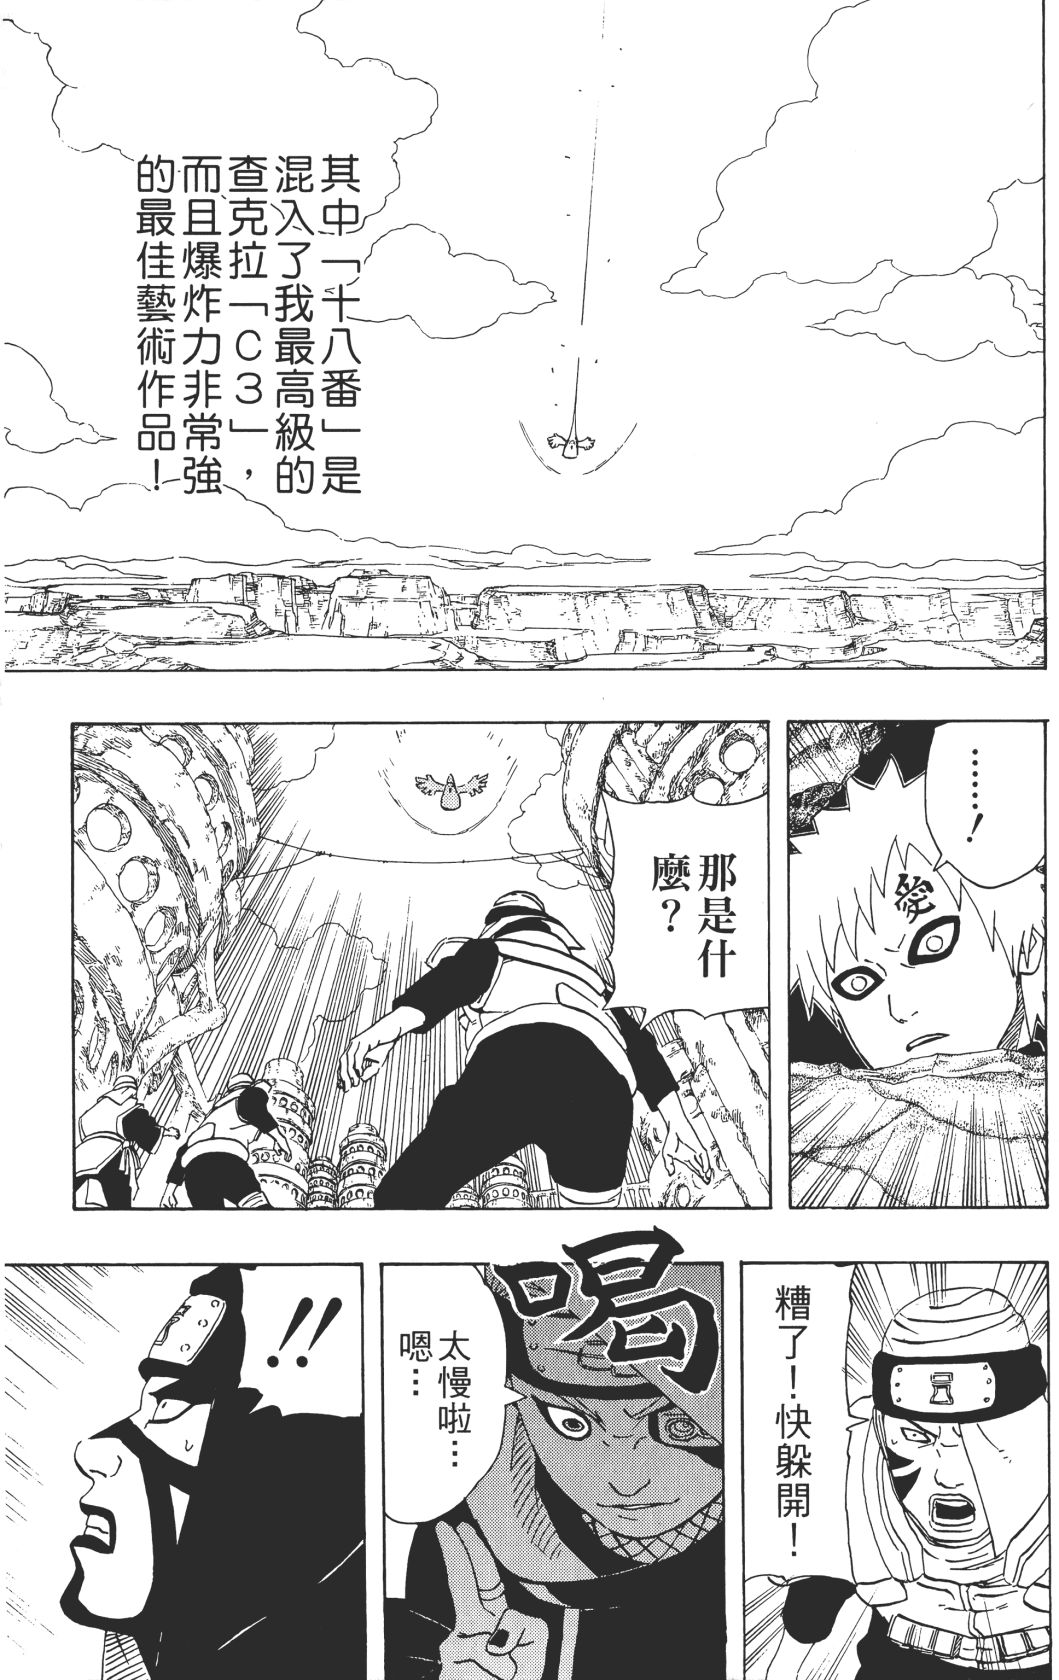 其中「十八番」是
混入了我最高級的
查克拉「C3」，
而且爆炸力非常強
的最佳藝術作品！
……！
愛
那是什
麼？
糟了！快躲開！
喝
太慢啦…
嗯…
!!